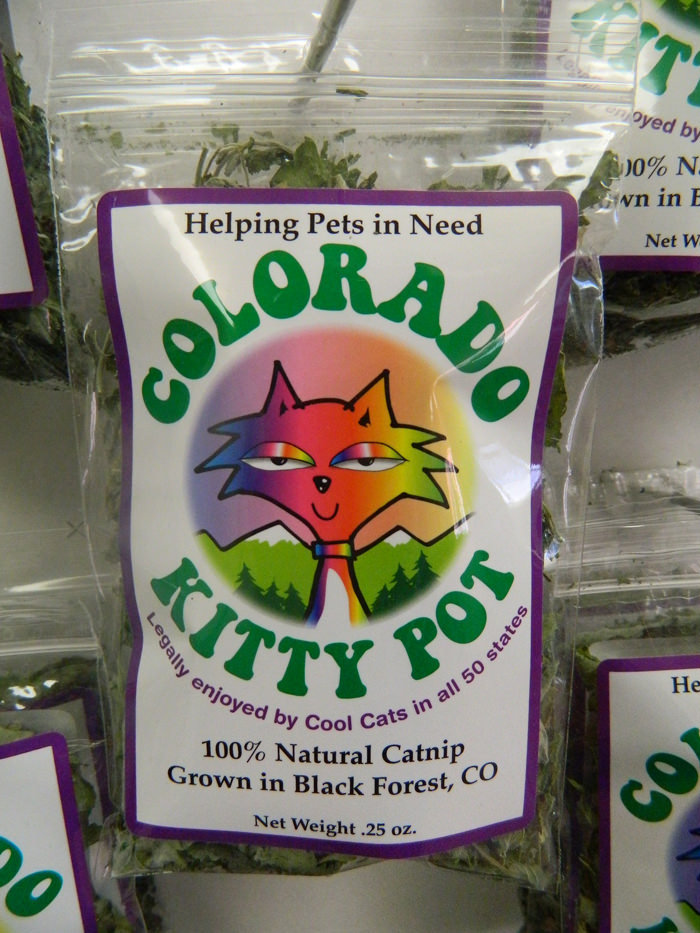 Helping Pets in Need
COLORADO
KITTY POT
Legally enjoyed by Cool Cats in all 50 states
100% Natural Catnip
Grown in Black Forest, CO
Net Weight .25 oz.